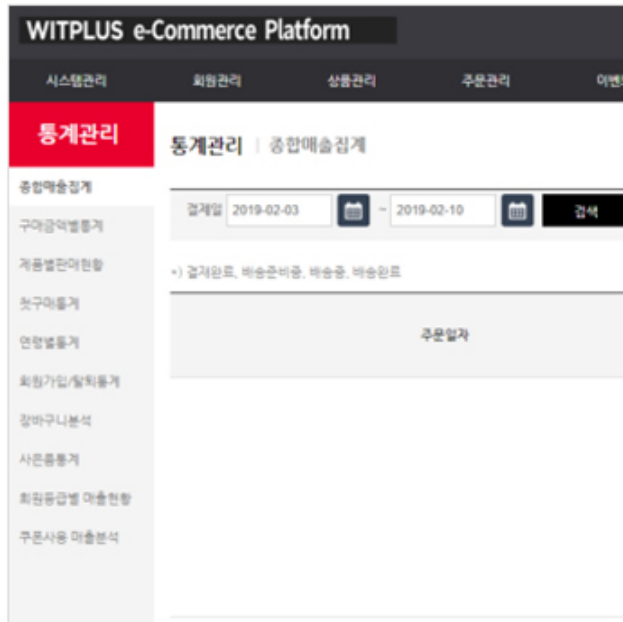 WITPLUS e-Commerce Platform
시스템관리 회원관리 상품관리 주문관리 이벤트
통계관리
통계관리 | 종합매출집계
종합매출집계
결제일 2019-02-03 ~ 2019-02-10 검색
구매금액별통계
제품별판매현황
*) 결재완료, 배송준비중, 배송중, 배송완료
첫구매통계
주문일자
연령별통계
회원가입/탈퇴통계
장바구니분석
사은품통계
회원등급별 매출현황
쿠폰사용 매출분석